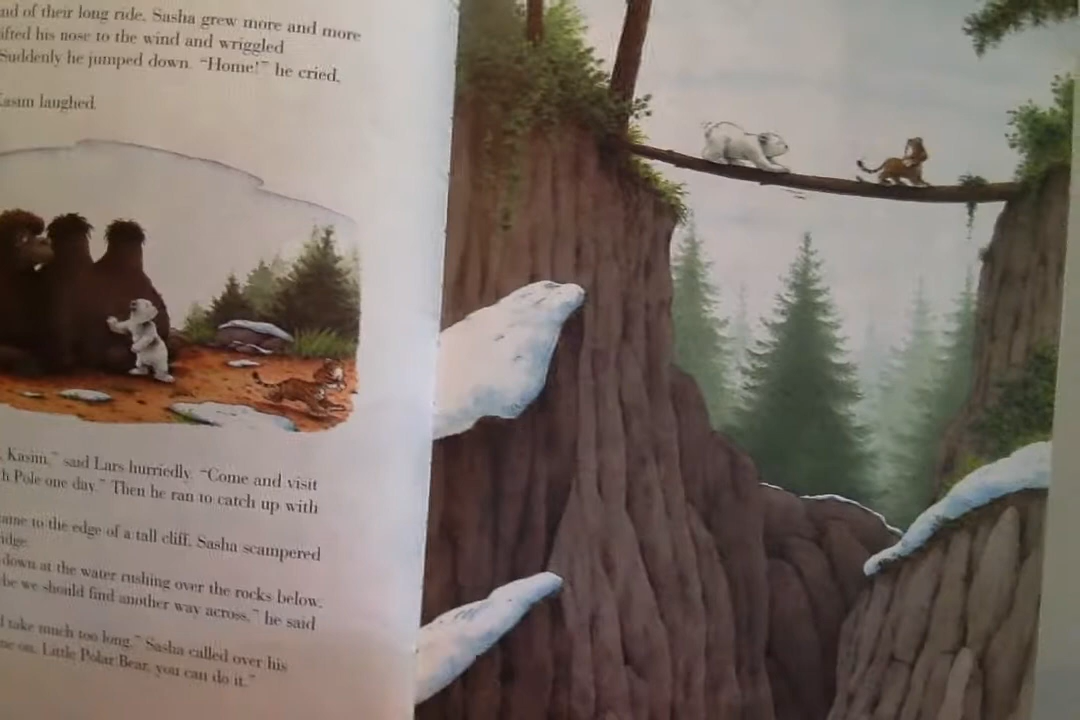 nd of their long ride, Sasha grew more and more
ifted his nose to the wind and wriggled
Suddenly he jumped down. "Home!" he cried,
Kasim laughed.
Kasim," said Lars hurriedly. "Come and visit
h Pole one day." Then he ran to catch up with
ame to the edge of a tall cliff. Sasha scampered
idge.
down at the water rushing over the rocks below.
be we should find another way across," he said
l take much too long." Sasha called over his
me on, Little Polar Bear, you can do it."